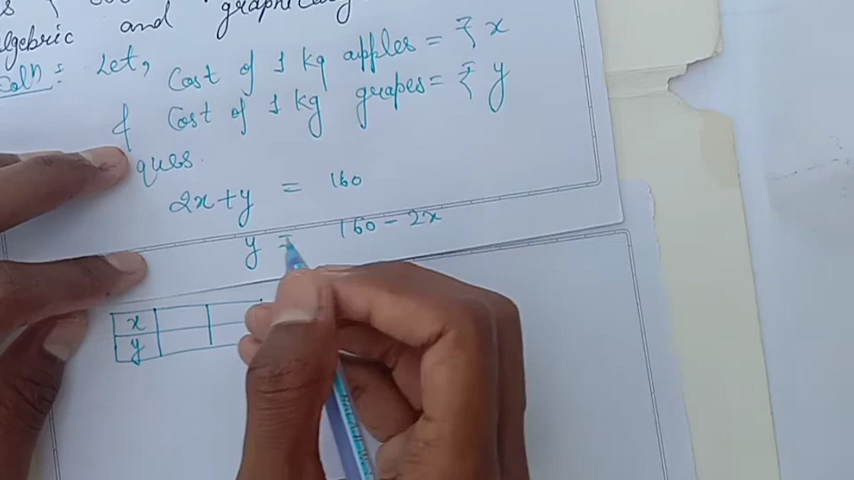 algebric and graphically
Soln: Let, Cost of 1 kg apples = ₹ x
& Cost of 1 kg grapes = ₹ y
ques.
2x+y = 160
y = 160 - 2x
x
y